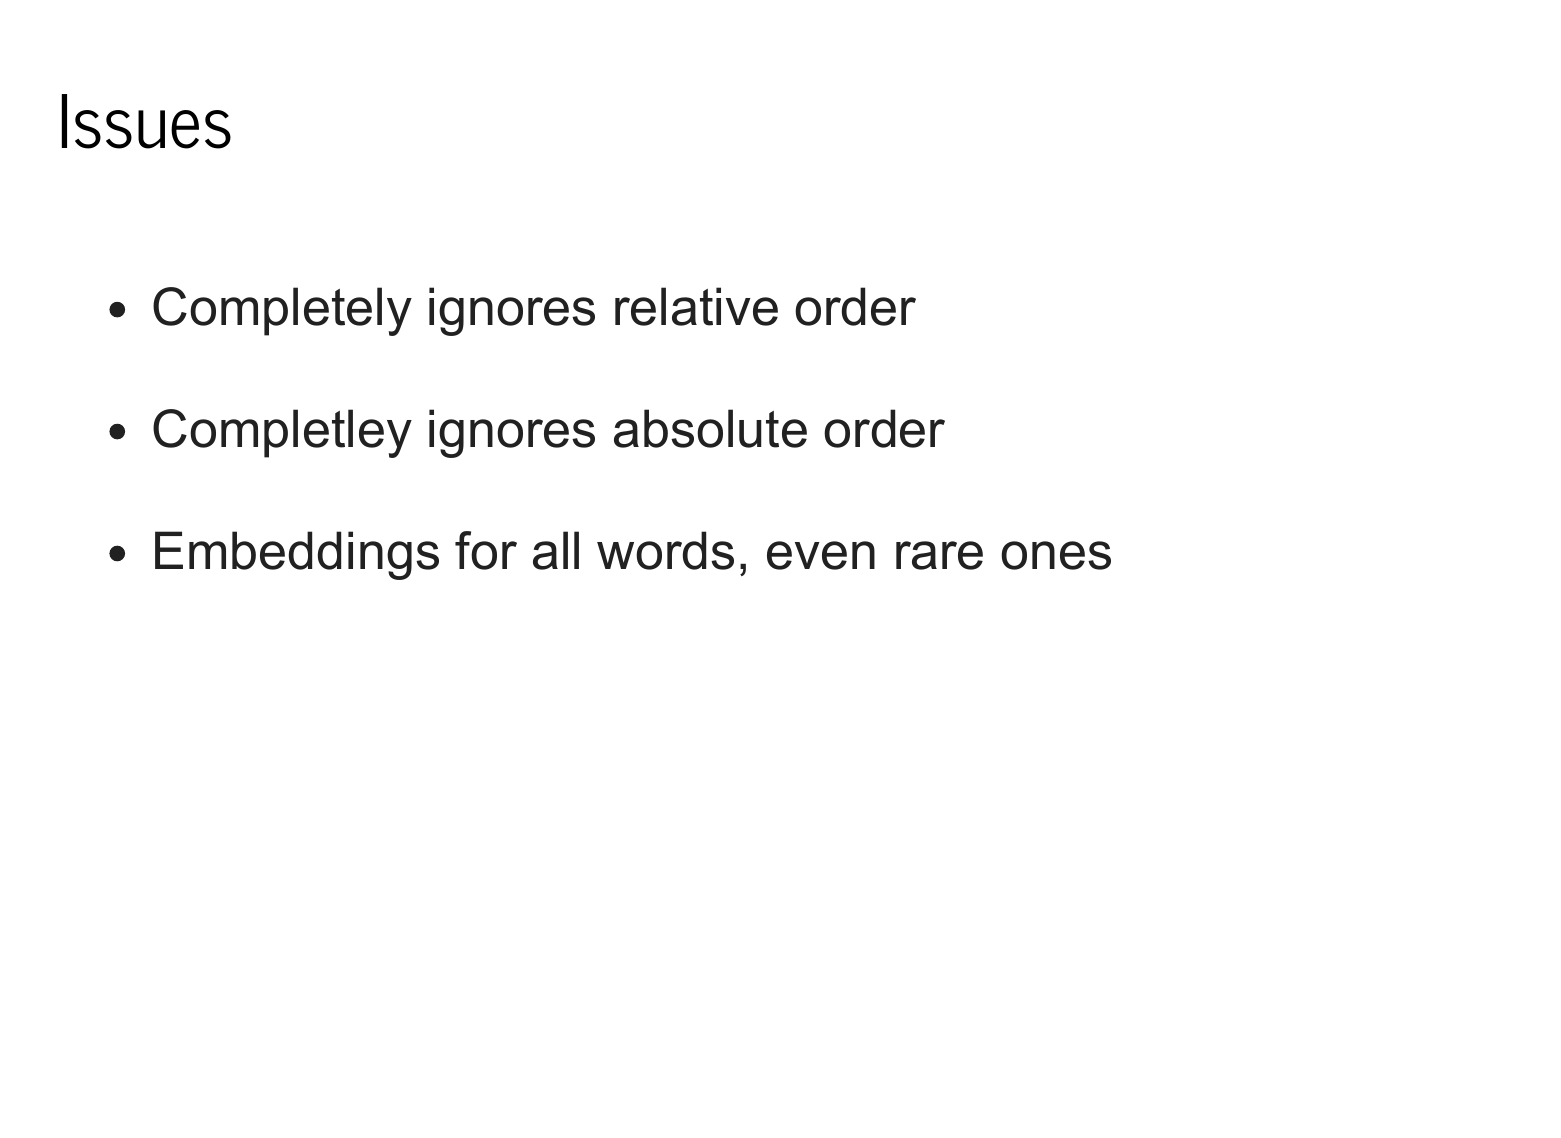 Issues
• Completely ignores relative order
• Completley ignores absolute order
• Embeddings for all words, even rare ones